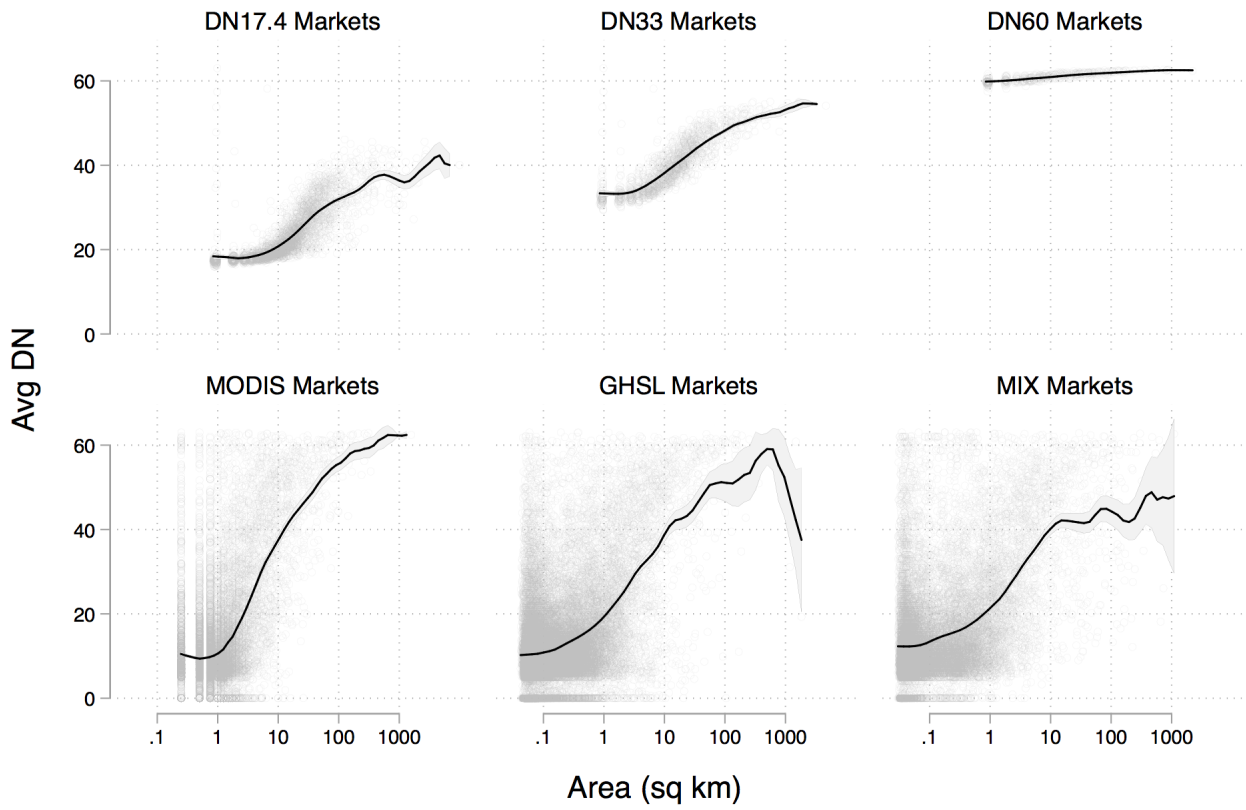 DN17.4 Markets DN33 Markets DN60 Markets
60
40
20
0
Avg DN
MODIS Markets GHSL Markets MIX Markets
60
40
20
0
.1 1 10 100 1000 .1 1 10 100 1000 .1 1 10 100 1000
Area (sq km)